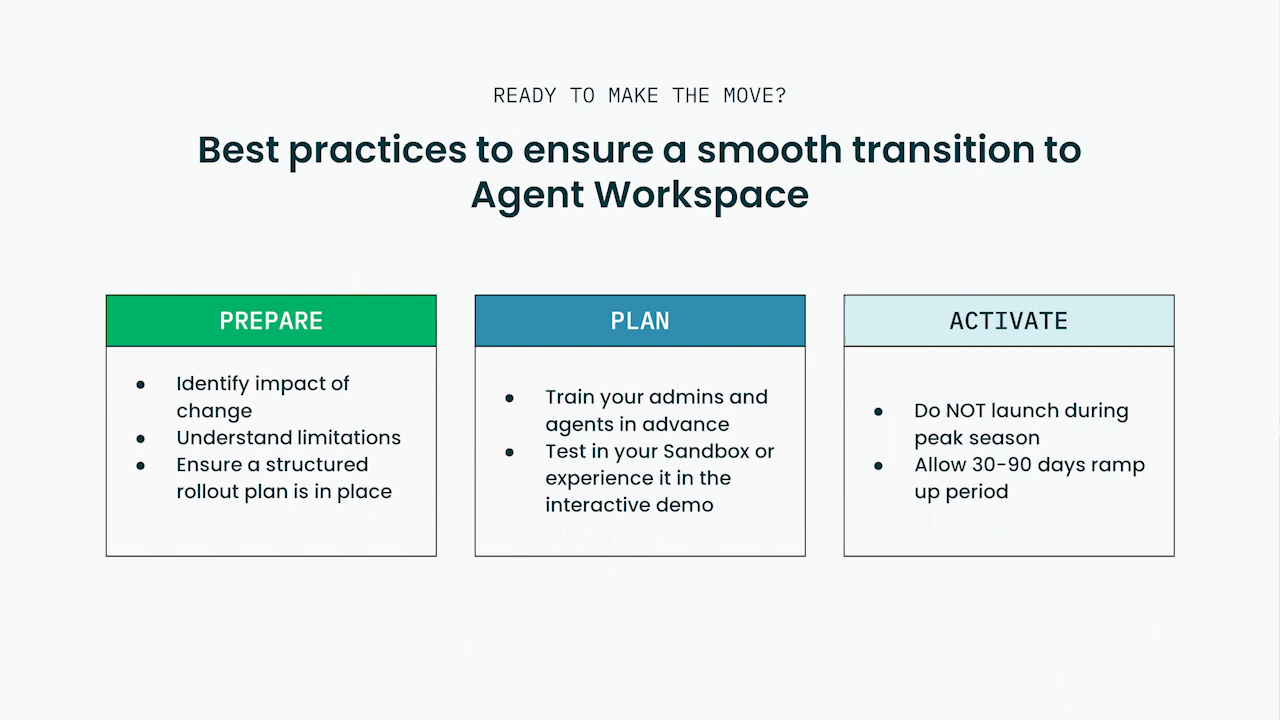 READY TO MAKE THE MOVE?
Best practices to ensure a smooth transition to
Agent Workspace
PREPARE
● Identify impact of
change
● Understand limitations
● Ensure a structured
rollout plan is in place
PLAN
● Train your admins and
agents in advance
● Test in your Sandbox or
experience it in the
interactive demo
ACTIVATE
● Do NOT launch during
peak season
● Allow 30-90 days ramp
up period